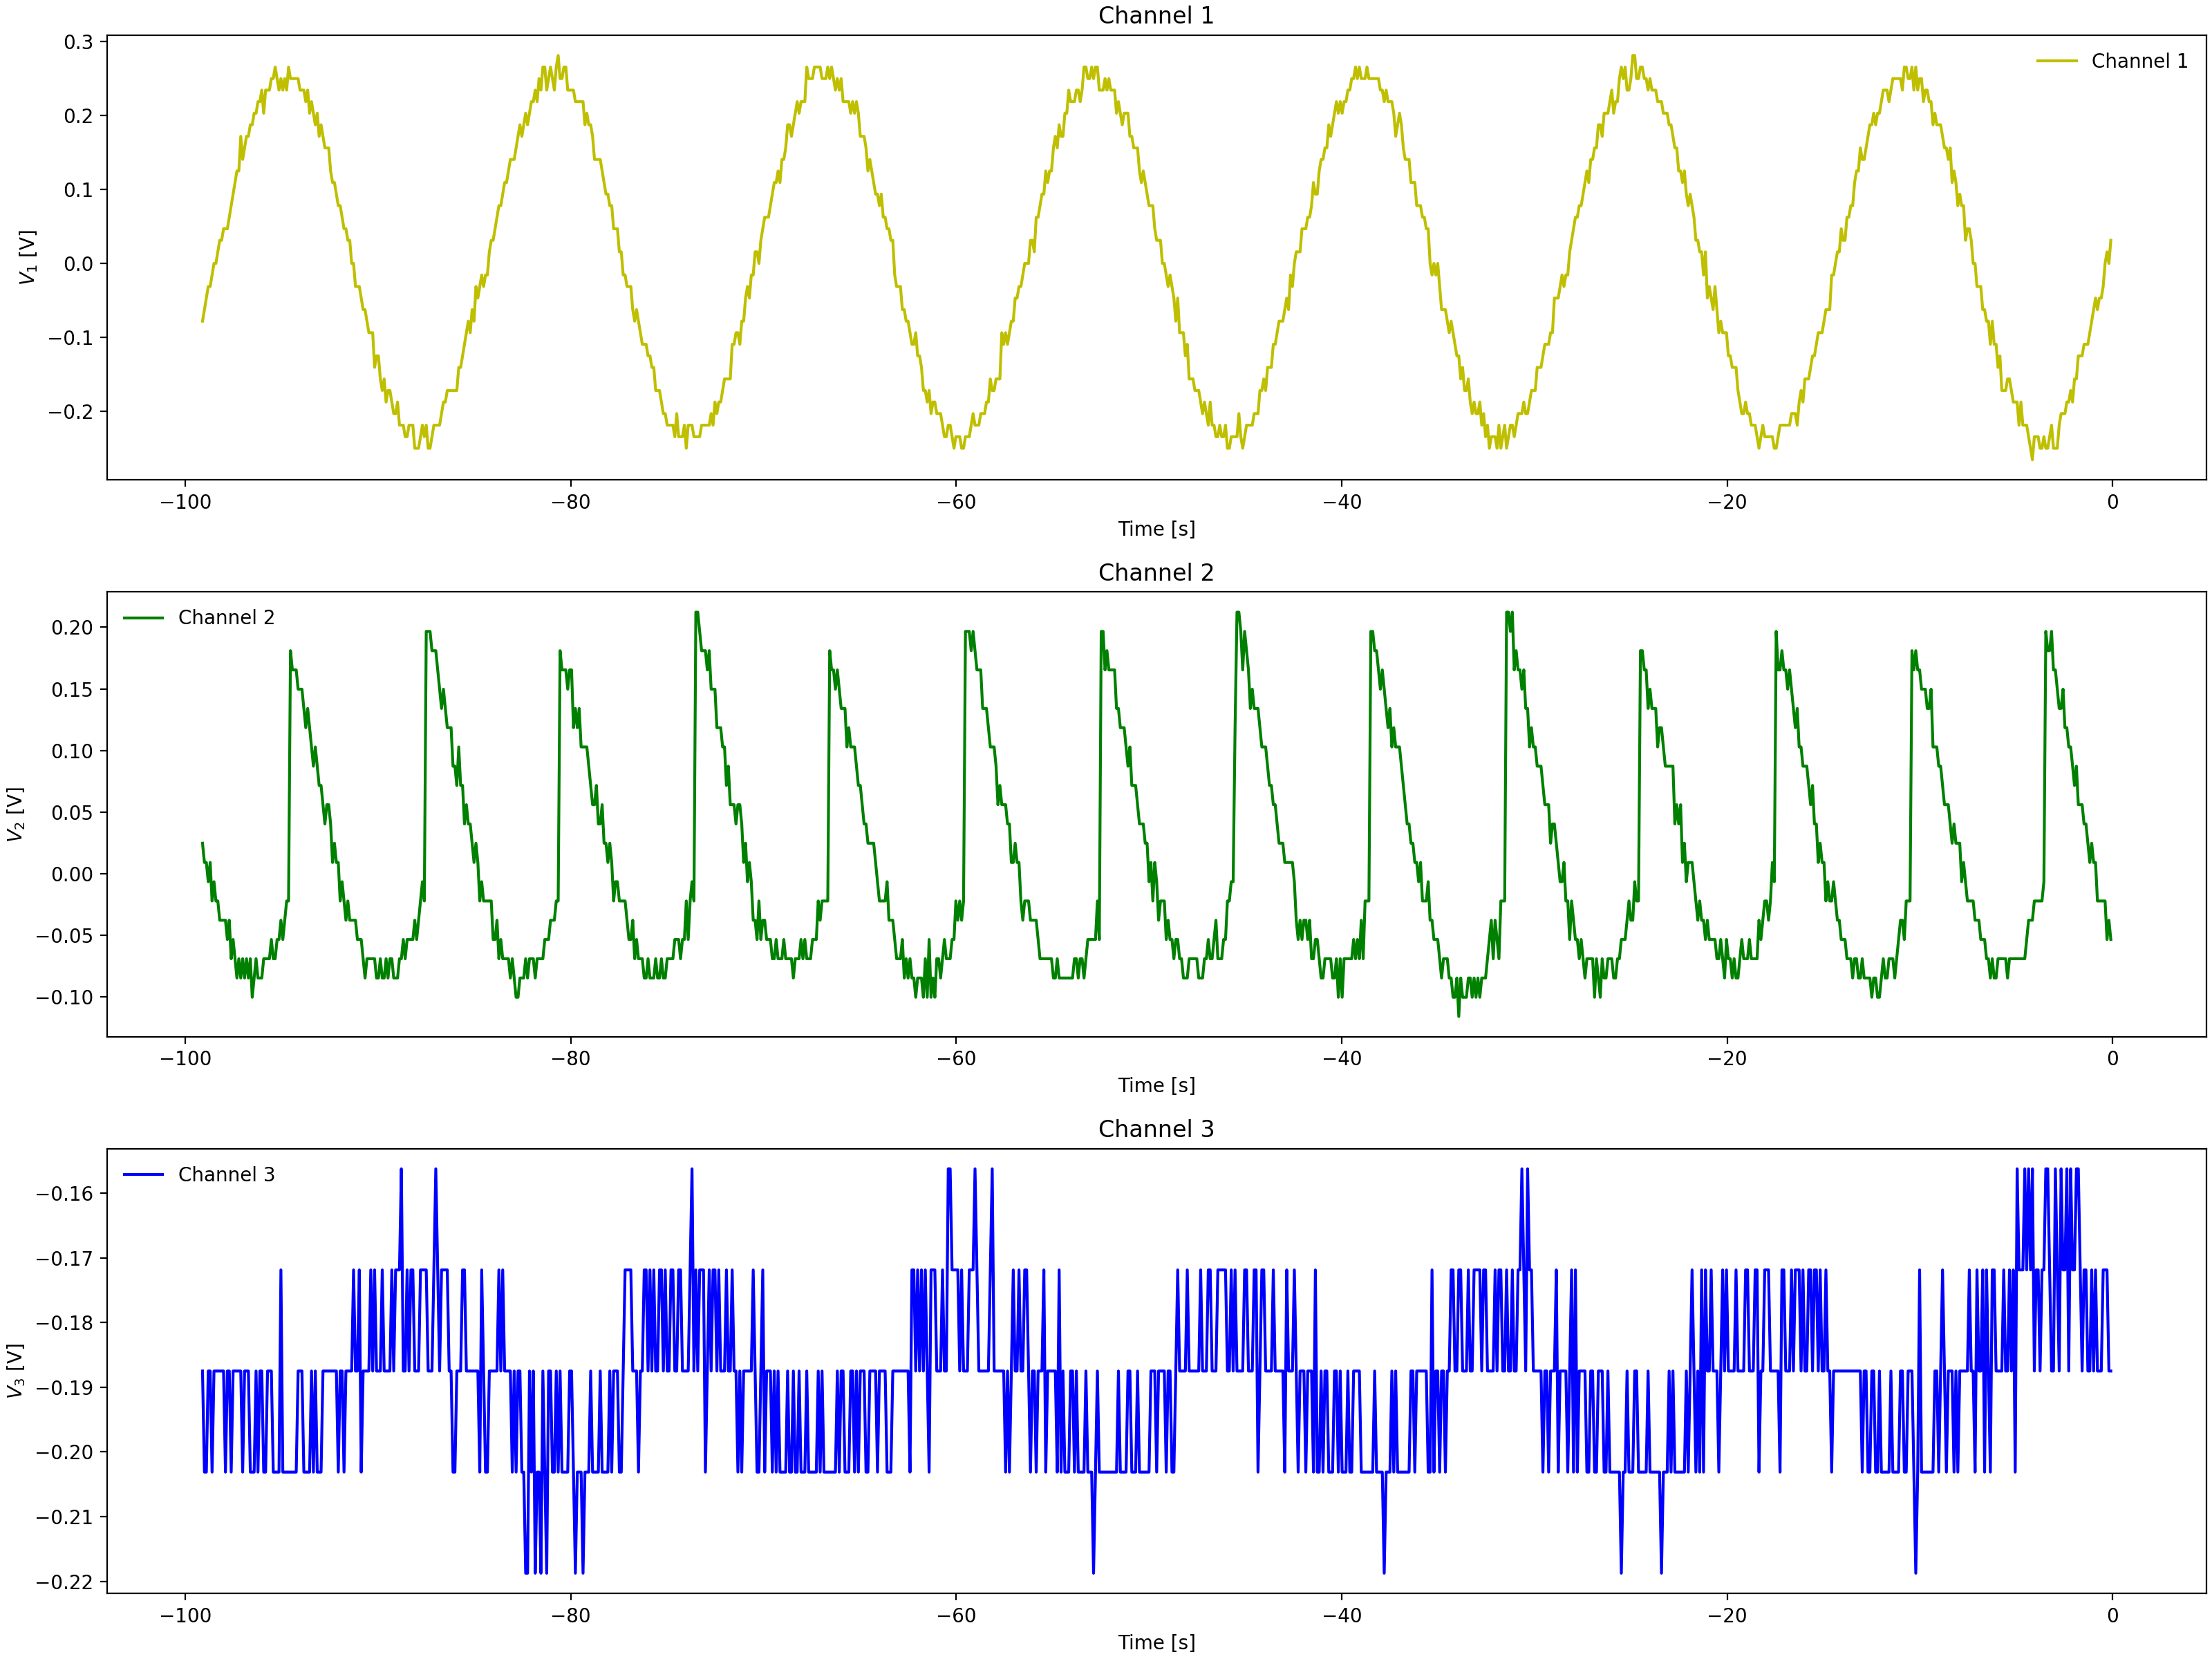 Channel 1
Channel 1
0.3
0.2
0.1
0.0
−0.1
−0.2
V₁ [V]
−100 −80 −60 −40 −20 0
Time [s]
Channel 2
Channel 2
0.20
0.15
0.10
0.05
0.00
−0.05
−0.10
V₂ [V]
−100 −80 −60 −40 −20 0
Time [s]
Channel 3
Channel 3
−0.16
−0.17
−0.18
−0.19
−0.20
−0.21
−0.22
V₃ [V]
−100 −80 −60 −40 −20 0
Time [s]